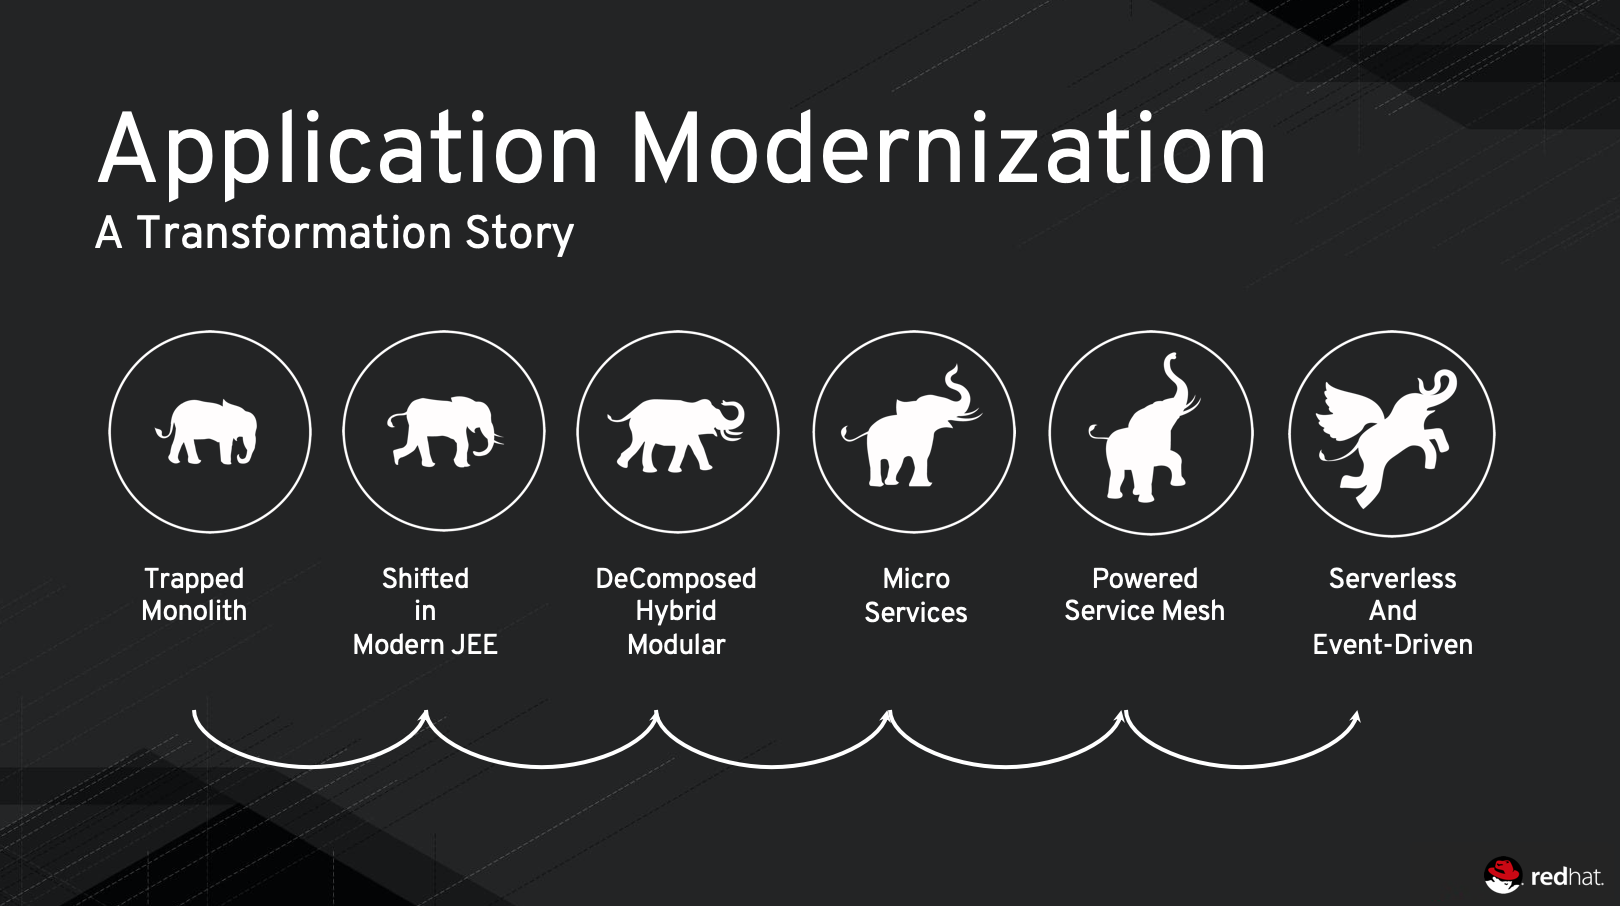 Application Modernization
A Transformation Story
Trapped
Monolith
Shifted
in
Modern JEE
DeComposed
Hybrid
Modular
Micro
Services
Powered
Service Mesh
Serverless
And
Event-Driven
redhat.